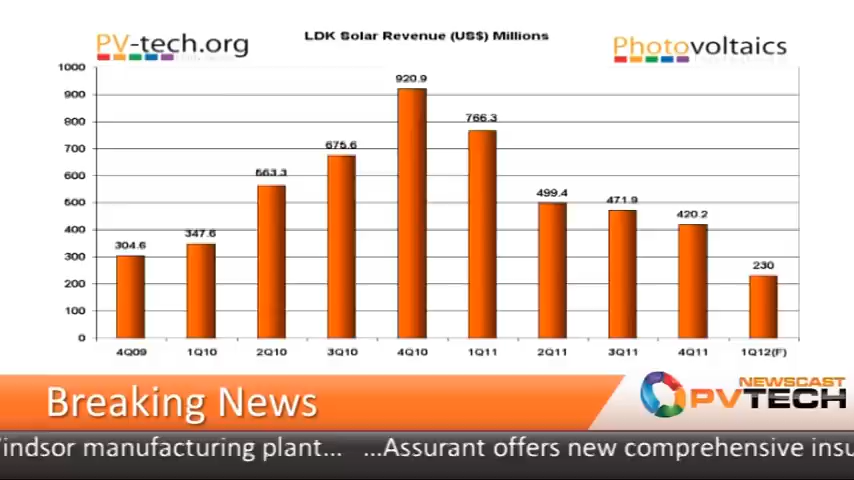 PV-tech.org
LDK Solar Revenue (US$) Millions
Photovoltaics
1000
900
800
700
600
500
400
300
200
100
0
304.6
347.6
563.3
675.6
920.9
766.3
499.4
471.9
420.2
230
4Q09 1Q10 2Q10 3Q10 4Q10 1Q11 2Q11 3Q11 4Q11 1Q12(F)
Breaking News
NEWSCAST
PVTECH
Windsor manufacturing plant... ...Assurant offers new comprehensive insu